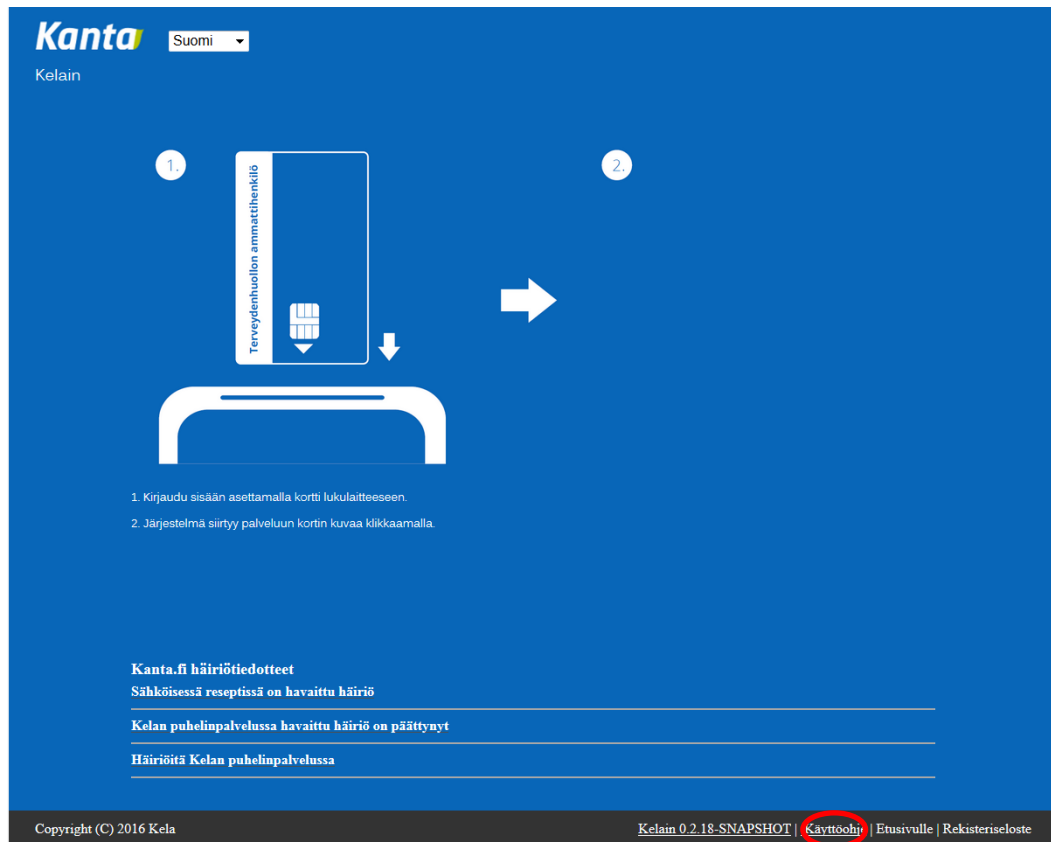 Kanta Suomi
Kelain
1. 2.
Terveydenhuollon ammattihenkilö
1. Kirjaudu sisään asettamalla kortti lukulaitteeseen.
2. Järjestelmä siirtyy palveluun kortin kuvaa klikkaamalla.
Kanta.fi häiriötiedotteet
Sähköisessä reseptissä on havaittu häiriö
Kelan puhelinpalvelussa havaittu häiriö on päättynyt
Häiriöitä Kelan puhelinpalvelussa
Copyright (C) 2016 Kela Kelain 0.2.18-SNAPSHOT | Käyttöohje | Etusivulle | Rekisteriseloste